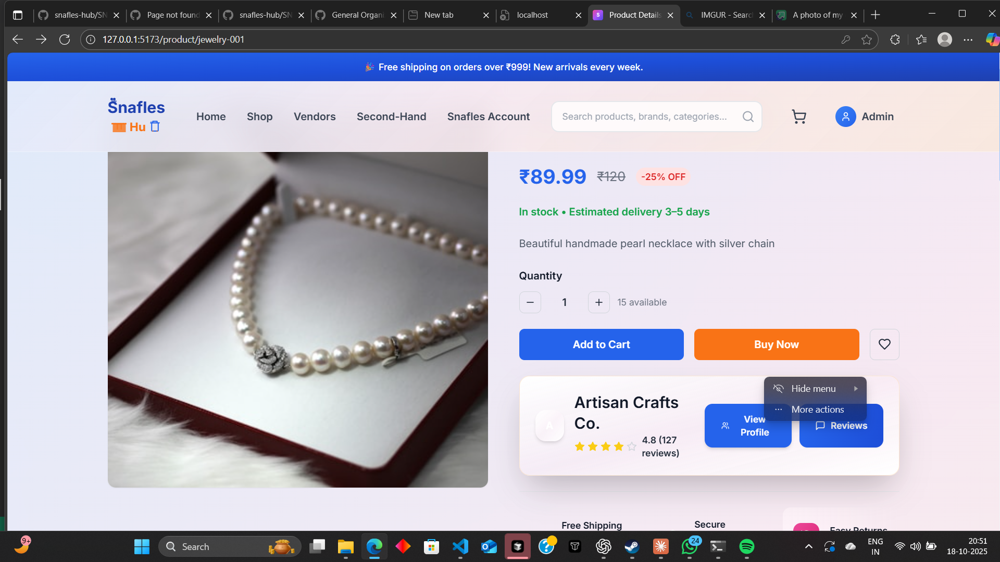 snafles-hub/SN
Page not found
snafles-hub/SN
General Organi
New tab
localhost
Product Details
IMGUR - Search
A photo of my
127.0.0.1:5173/product/jewelry-001
🎉 Free shipping on orders over ₹999! New arrivals every week.
Snafles
Hu
Home
Shop
Vendors
Second-Hand
Snafles Account
Search products, brands, categories...
Admin
₹89.99 ₹120 -25% OFF
In stock • Estimated delivery 3–5 days
Beautiful handmade pearl necklace with silver chain
Quantity
1
15 available
Add to Cart
Buy Now
Hide menu
More actions
A
Artisan Crafts
Co.
4.8 (127
reviews)
View
Profile
Reviews
Free Shipping
Secure
Easy Returns
9+
Search
24
ENG
IN
20:51
18-10-2025